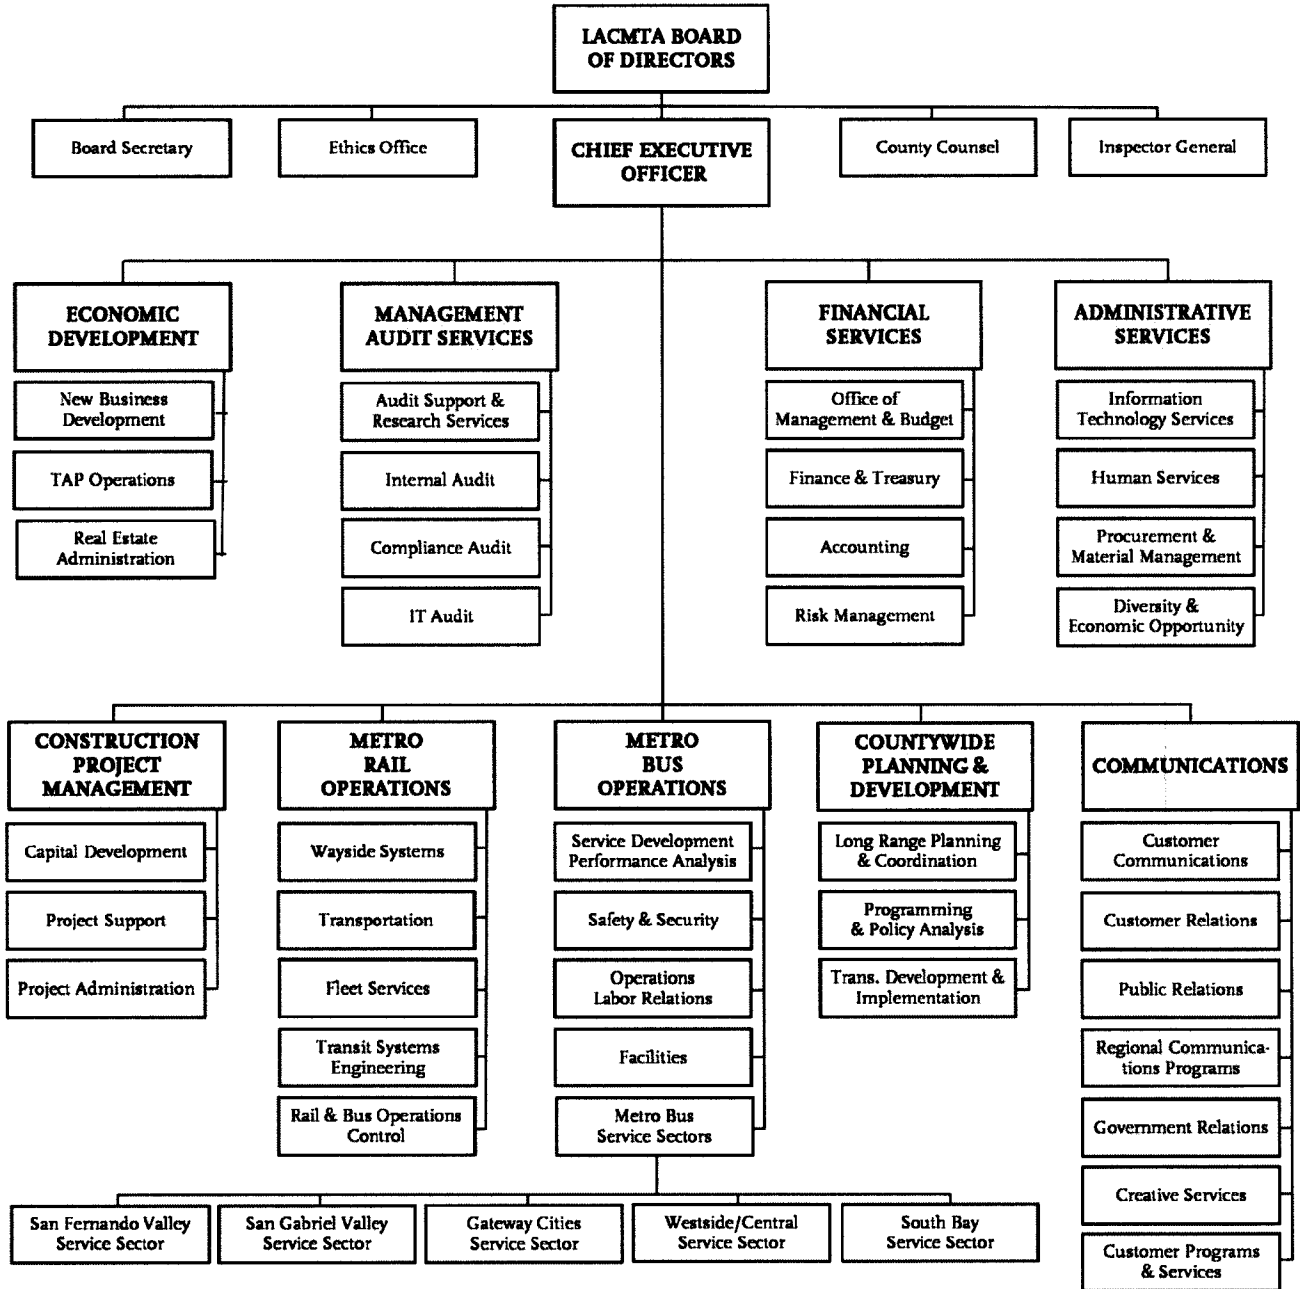 LACMTA BOARD
OF DIRECTORS
Board Secretary
Ethics Office
CHIEF EXECUTIVE
OFFICER
County Counsel
Inspector General
ECONOMIC
DEVELOPMENT
New Business
Development
TAP Operations
Real Estate
Administration
MANAGEMENT
AUDIT SERVICES
Audit Support &
Research Services
Internal Audit
Compliance Audit
IT Audit
FINANCIAL
SERVICES
Office of
Management & Budget
Finance & Treasury
Accounting
Risk Management
ADMINISTRATIVE
SERVICES
Information
Technology Services
Human Services
Procurement &
Material Management
Diversity &
Economic Opportunity
CONSTRUCTION
PROJECT
MANAGEMENT
Capital Development
Project Support
Project Administration
METRO
RAIL
OPERATIONS
Wayside Systems
Transportation
Fleet Services
Transit Systems
Engineering
Rail & Bus Operations
Control
METRO
BUS
OPERATIONS
Service Development
Performance Analysis
Safety & Security
Operations
Labor Relations
Facilities
Metro Bus
Service Sectors
COUNTYWIDE
PLANNING &
DEVELOPMENT
Long Range Planning
& Coordination
Programming
& Policy Analysis
Trans. Development &
Implementation
COMMUNICATIONS
Customer
Communications
Customer Relations
Public Relations
Regional Communica-
tions Programs
Government Relations
Creative Services
Customer Programs
& Services
San Fernando Valley
Service Sector
San Gabriel Valley
Service Sector
Gateway Cities
Service Sector
Westside/Central
Service Sector
South Bay
Service Sector